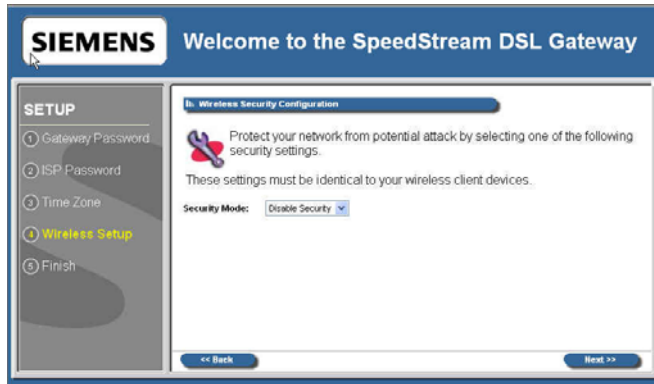 SIEMENS
Welcome to the SpeedStream DSL Gateway
SETUP
1 Gateway Password
2 ISP Password
3 Time Zone
4 Wireless Setup
5 Finish
Wireless Security Configuration
Protect your network from potential attack by selecting one of the following
security settings.
These settings must be identical to your wireless client devices.
Security Mode: Disable Security
<< Back
Next >>